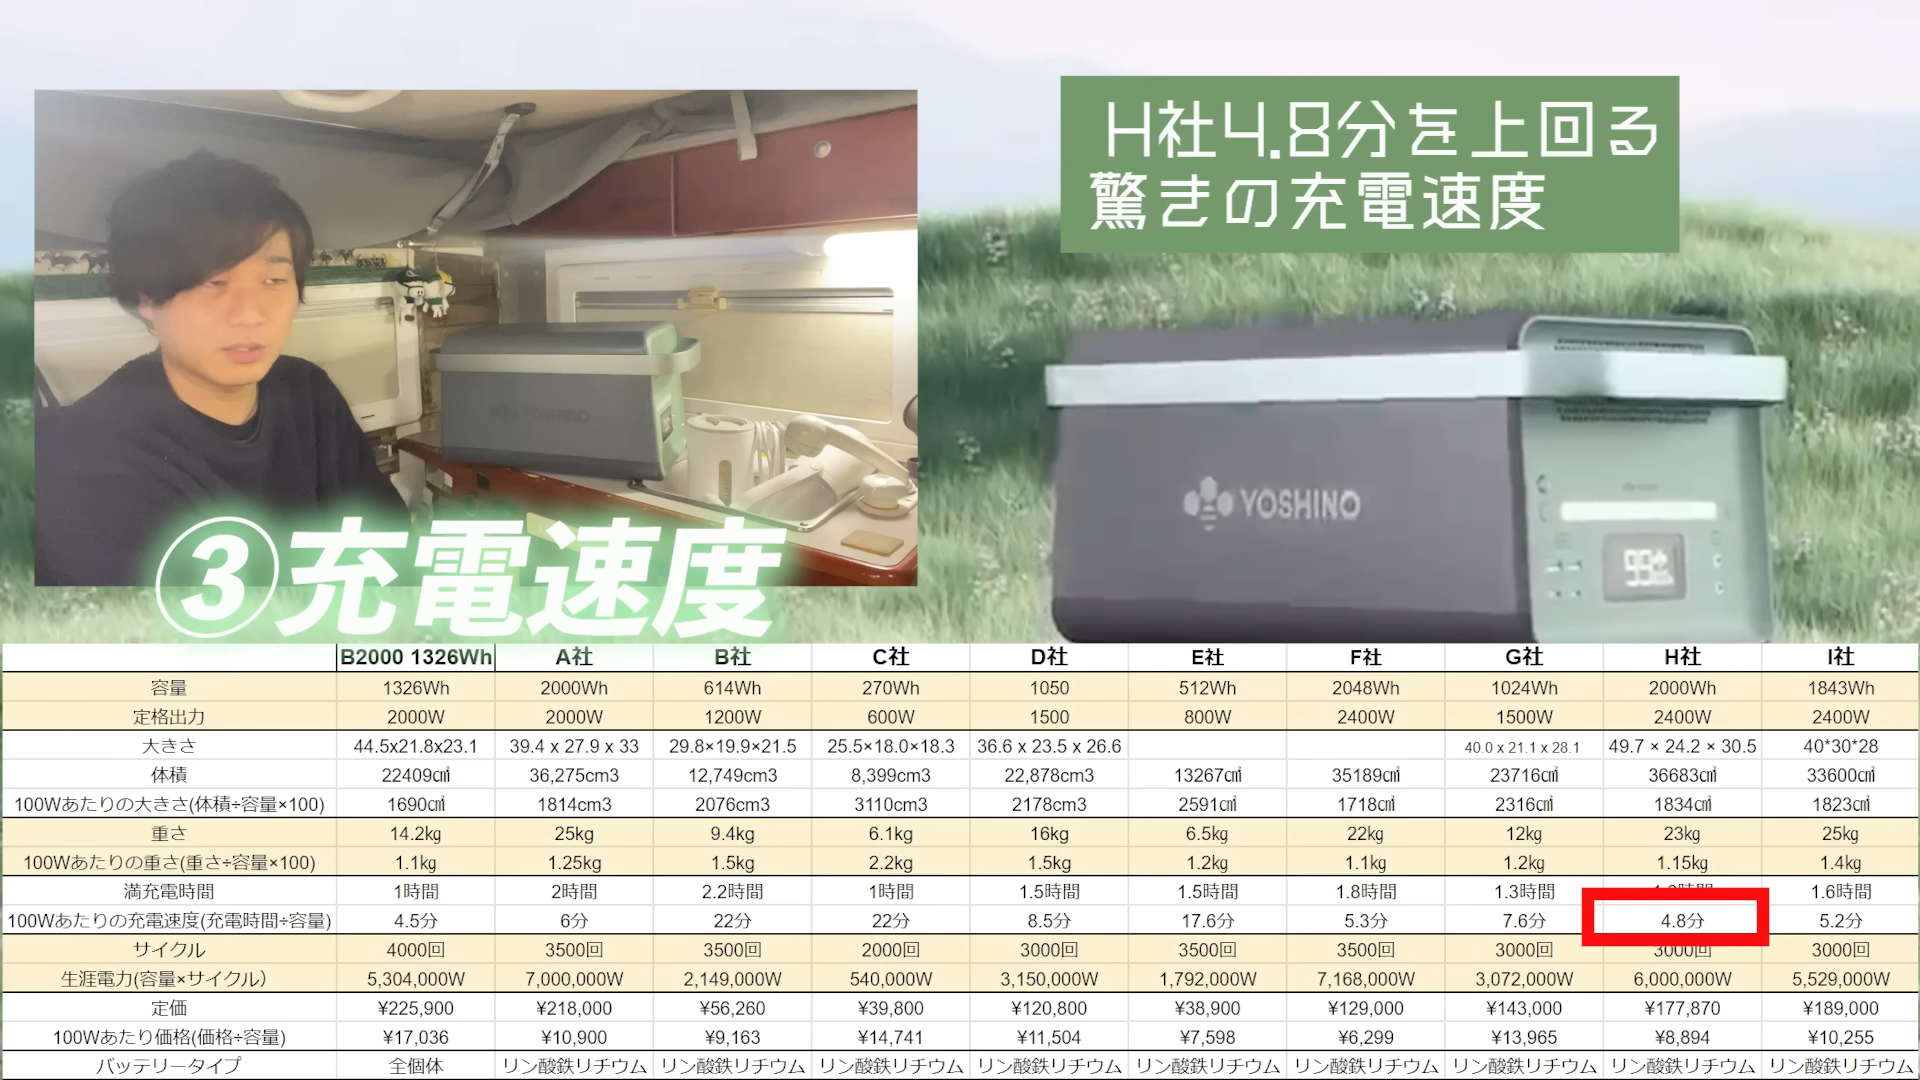 H社4.8分を上回る
驚きの充電速度
YOSHINO
YOSHINO
99
③充電速度
B2000 1326Wh A社 B社 C社 D社 E社 F社 G社 H社 I社
容量 1326Wh 2000Wh 614Wh 270Wh 1050 512Wh 2048Wh 1024Wh 2000Wh 1843Wh
定格出力 2000W 2000W 1200W 600W 1500 800W 2400W 1500W 2400W 2400W
大きさ 44.5x21.8x23.1 39.4 x 27.9 x 33 29.8×19.9×21.5 25.5×18.0×18.3 36.6 x 23.5 x 26.6 40.0 x 21.1 x 28.1 49.7 × 24.2 × 30.5 40*30*28
体積 22409c㎡ 36,275cm3 12,749cm3 8,399cm3 22,878cm3 13267c㎡ 35189c㎡ 23716c㎡ 36683c㎡ 33600c㎡
100Wあたりの大きさ(体積÷容量×100) 1690c㎡ 1814cm3 2076cm3 3110cm3 2178cm3 2591c㎡ 1718c㎡ 2316c㎡ 1834c㎡ 1823c㎡
重さ 14.2kg 25kg 9.4kg 6.1kg 16kg 6.5kg 22kg 12kg 23kg 25kg
100Wあたりの重さ(重さ÷容量×100) 1.1kg 1.25kg 1.5kg 2.2kg 1.5kg 1.2kg 1.1kg 1.2kg 1.15kg 1.4kg
満充電時間 1時間 2時間 2.2時間 1時間 1.5時間 1.5時間 1.8時間 1.3時間 1.6時間
100Wあたりの充電速度(充電時間÷容量) 4.5分 6分 22分 22分 8.5分 17.6分 5.3分 7.6分 4.8分 5.2分
サイクル 4000回 3500回 3500回 2000回 3000回 3500回 3500回 3000回 3000回 3000回
生涯電力(容量×サイクル) 5,304,000W 7,000,000W 2,149,000W 540,000W 3,150,000W 1,792,000W 7,168,000W 3,072,000W 6,000,000W 5,529,000W
定価 ¥225,900 ¥218,000 ¥56,260 ¥39,800 ¥120,800 ¥38,900 ¥129,000 ¥143,000 ¥177,870 ¥189,000
100Wあたり価格(価格÷容量) ¥17,036 ¥10,900 ¥9,163 ¥14,741 ¥11,504 ¥7,598 ¥6,299 ¥13,965 ¥8,894 ¥10,255
バッテリータイプ 全個体 リン酸鉄リチウム リン酸鉄リチウム リン酸鉄リチウム リン酸鉄リチウム リン酸鉄リチウム リン酸鉄リチウム リン酸鉄リチウム リン酸鉄リチウム リン酸鉄リチウム